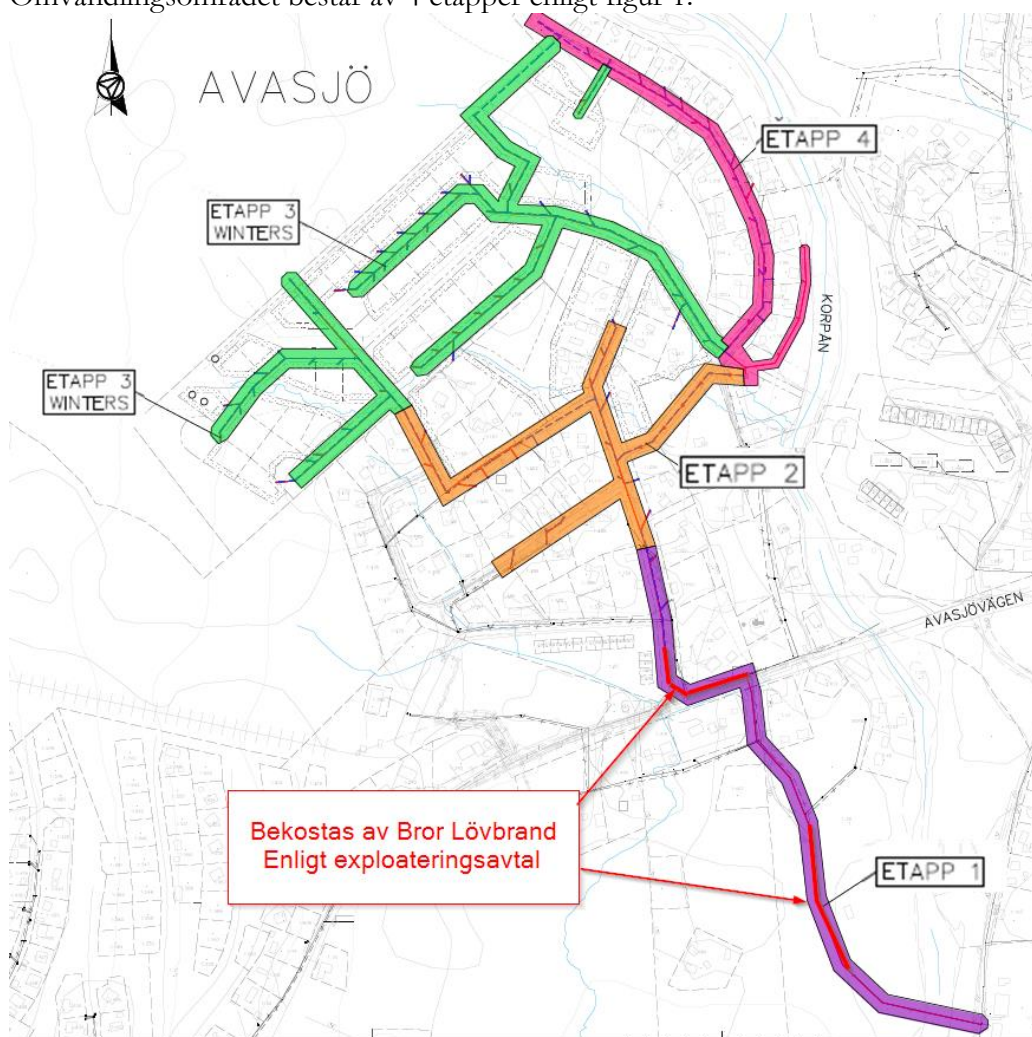 Omvandlingsområdet består av 4 etapper enligt figur 1.
AVASJÖ
ETAPP 4
ETAPP 3
WINTERS
KORPÅN
ETAPP 3
WINTERS
ETAPP 2
AVASJÖVÄGEN
Bekostas av Bror Lövbrand
Enligt exploateringsavtal
ETAPP 1